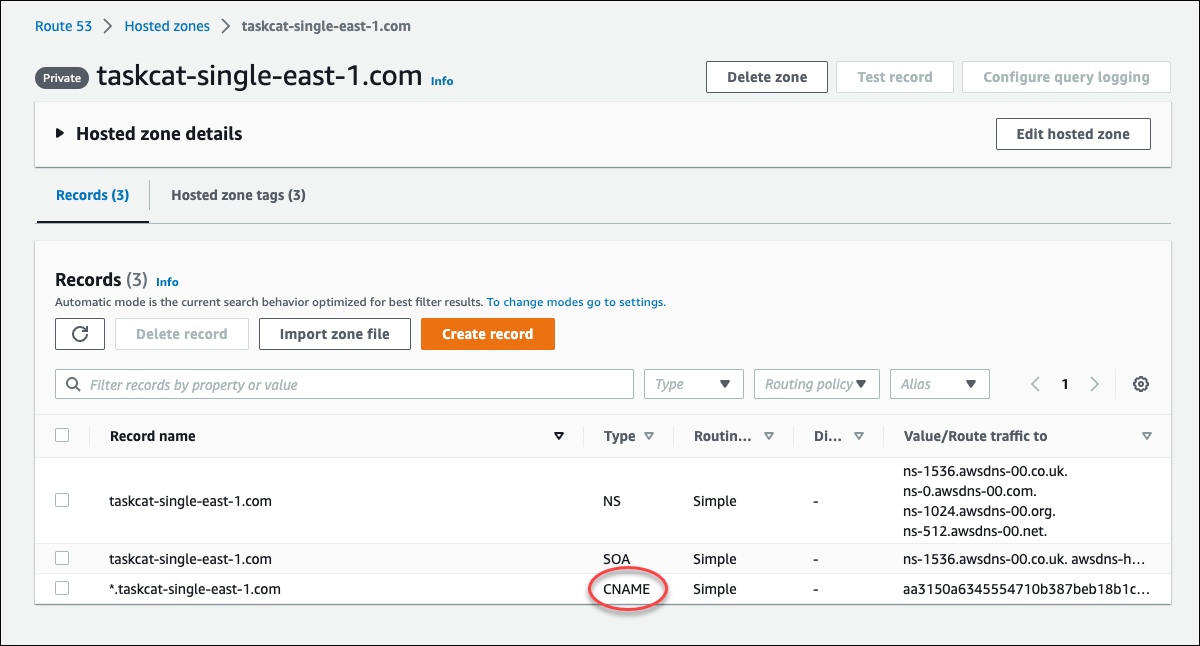 Route 53 > Hosted zones > taskcat-single-east-1.com
Private taskcat-single-east-1.com Info
Delete zone Test record Configure query logging
Hosted zone details Edit hosted zone
Records (3) Hosted zone tags (3)
Records (3) Info
Automatic mode is the current search behavior optimized for best filter results. To change modes go to settings.
Delete record Import zone file Create record
Filter records by property or value Type Routing policy Alias 1
Record name Type Routin... Di... Value/Route traffic to
ns-1536.awsdns-00.co.uk.
ns-0.awsdns-00.com.
taskcat-single-east-1.com NS Simple -
ns-1024.awsdns-00.org.
ns-512.awsdns-00.net.
taskcat-single-east-1.com SOA Simple - ns-1536.awsdns-00.co.uk. awsdns-h...
*.taskcat-single-east-1.com CNAME Simple - aa3150a6345554710b387beb18b1c...